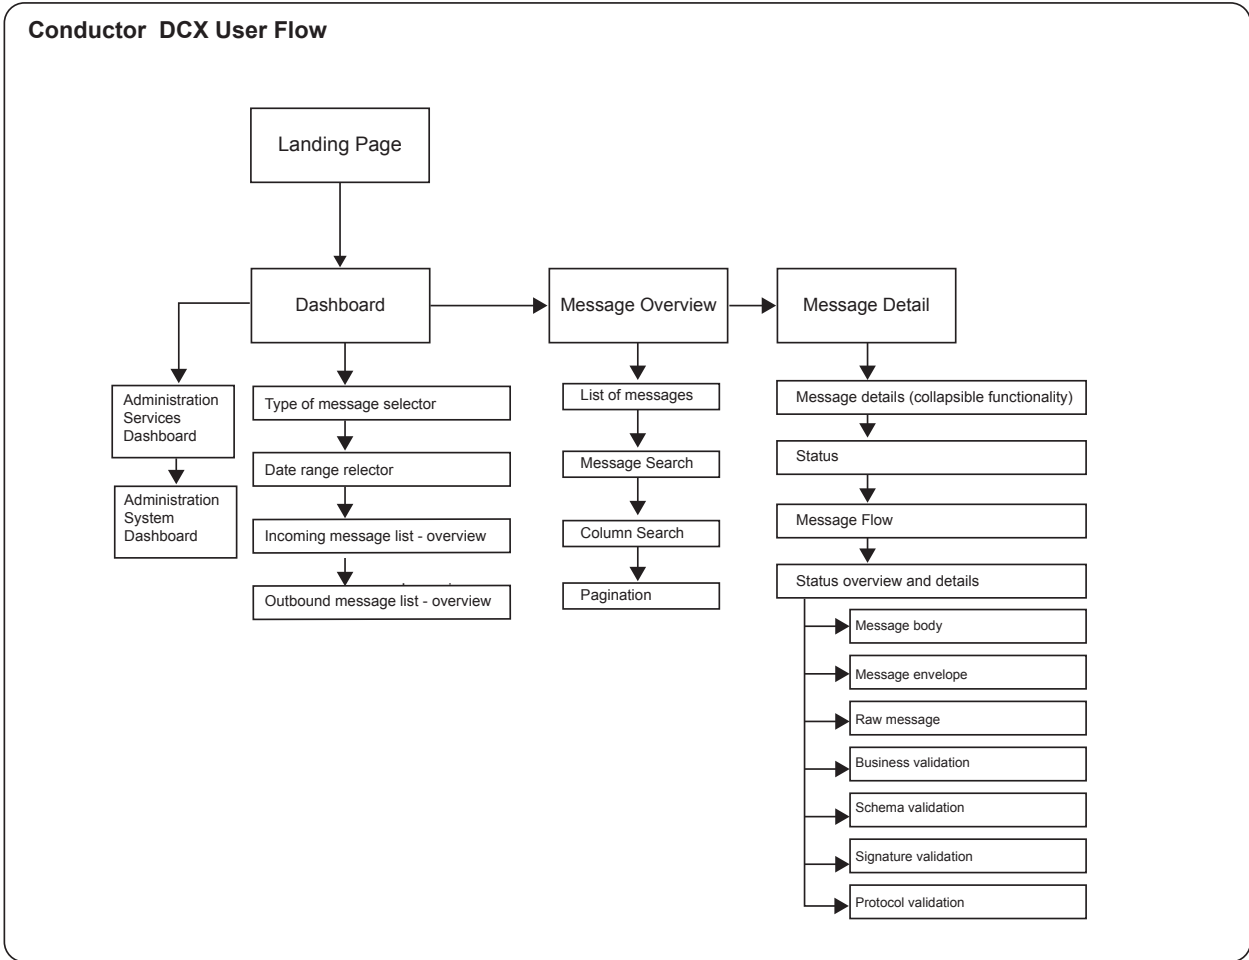 Conductor  DCX User Flow
Landing Page
Dashboard
Message Overview
Message Detail
Administration
Services
Dashboard
Administration
System
Dashboard
Type of message selector
Date range relector
Incoming message list - overview
Outbound message list - overview
List of messages
Message Search
Column Search
Pagination
Message details (collapsible functionality)
Status
Message Flow
Status overview and details
Message body
Message envelope
Raw message
Business validation
Schema validation
Signature validation
Protocol validation